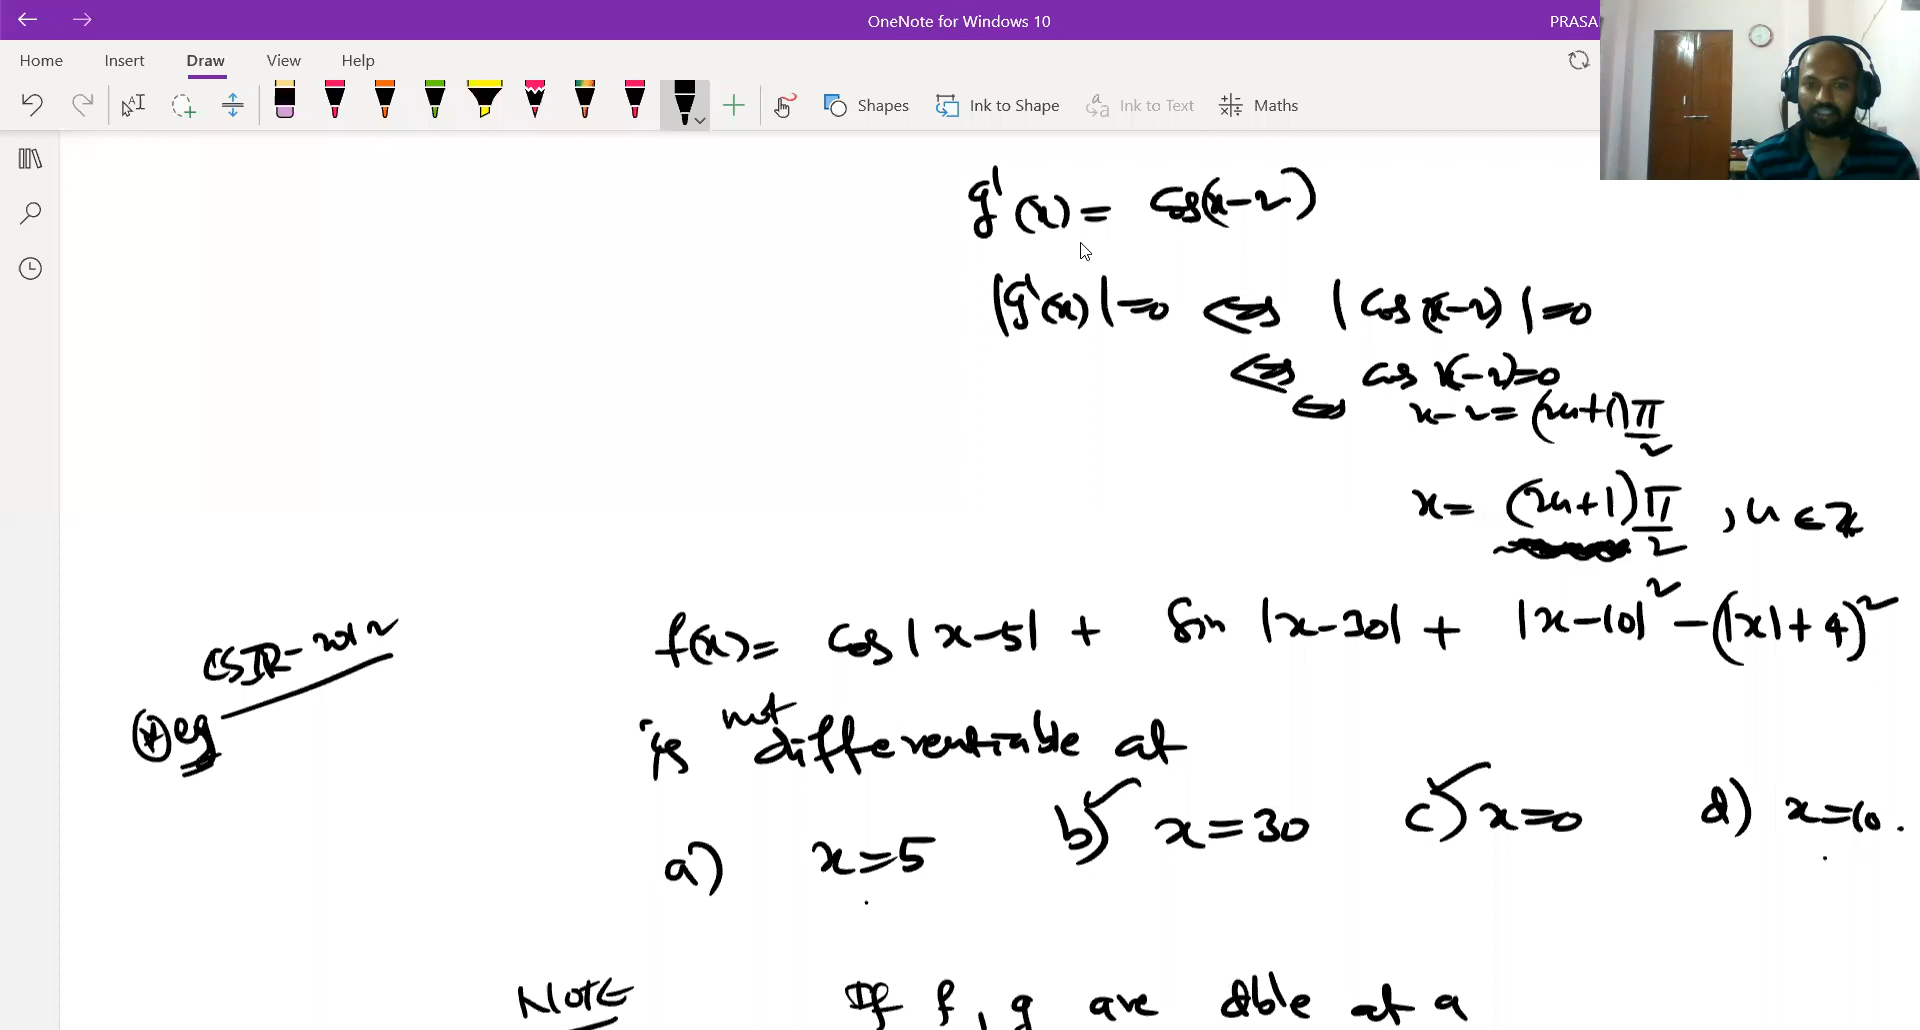 OneNote for Windows 10
PRASA
Home Insert Draw View Help
Shapes Ink to Shape Ink to Text Maths
g'(x) = cos(x-2)
|g'(x)|=0 ⇔ |cos(x-2)|=0
⇔ cos (x-2)=0
⇔ x-2=(2n+1)π/2
x= (2n+1)π/2 , n∈Z
CSIR-2012
f(x)= cos|x-5| + sin |x-30| + |x-10|² - (|x|+4)²
* eg
is not differentiable at
a) x=5 b) x=30 c) x=0 d) x=10.
NOTE If f, g are dble at a